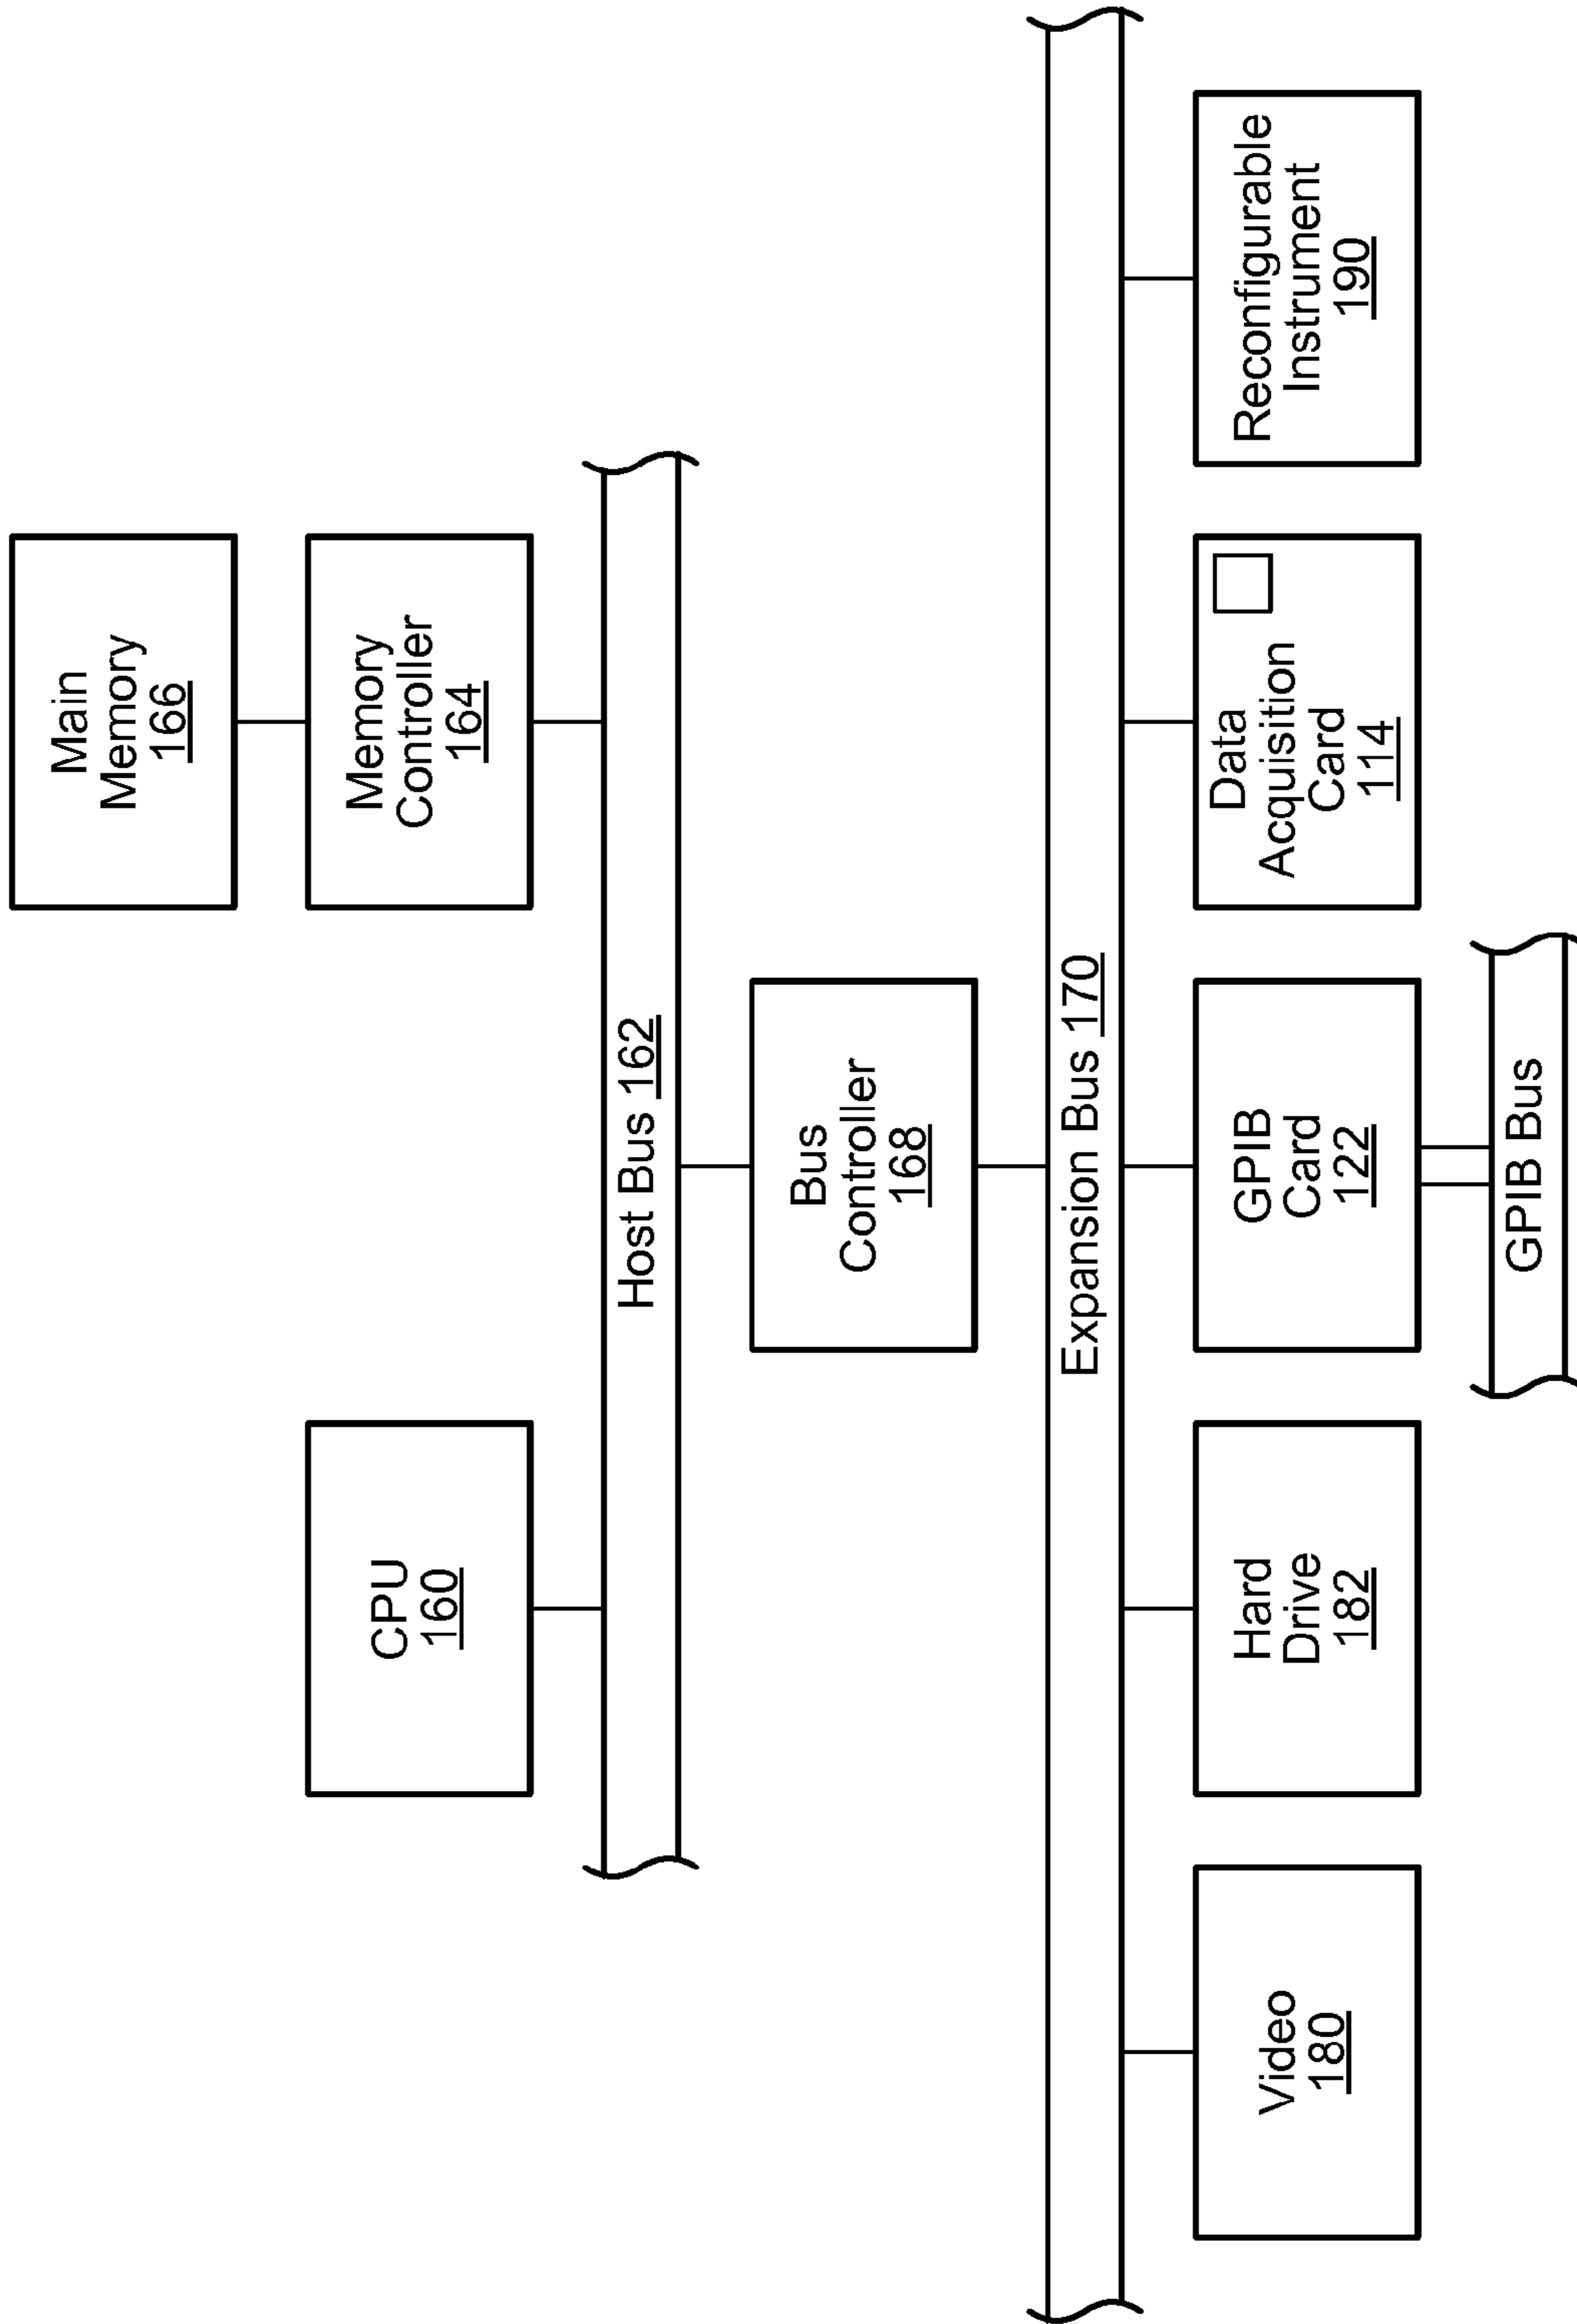 Main
Memory
166
CPU
160
Memory
Controller
164
Host Bus 162
Bus
Controller
168
Expansion Bus 170
Video
180
Hard
Drive
182
GPIB
Card
122
Data
Acquisition
Card
114
Reconfigurable
Instrument
190
GPIB Bus